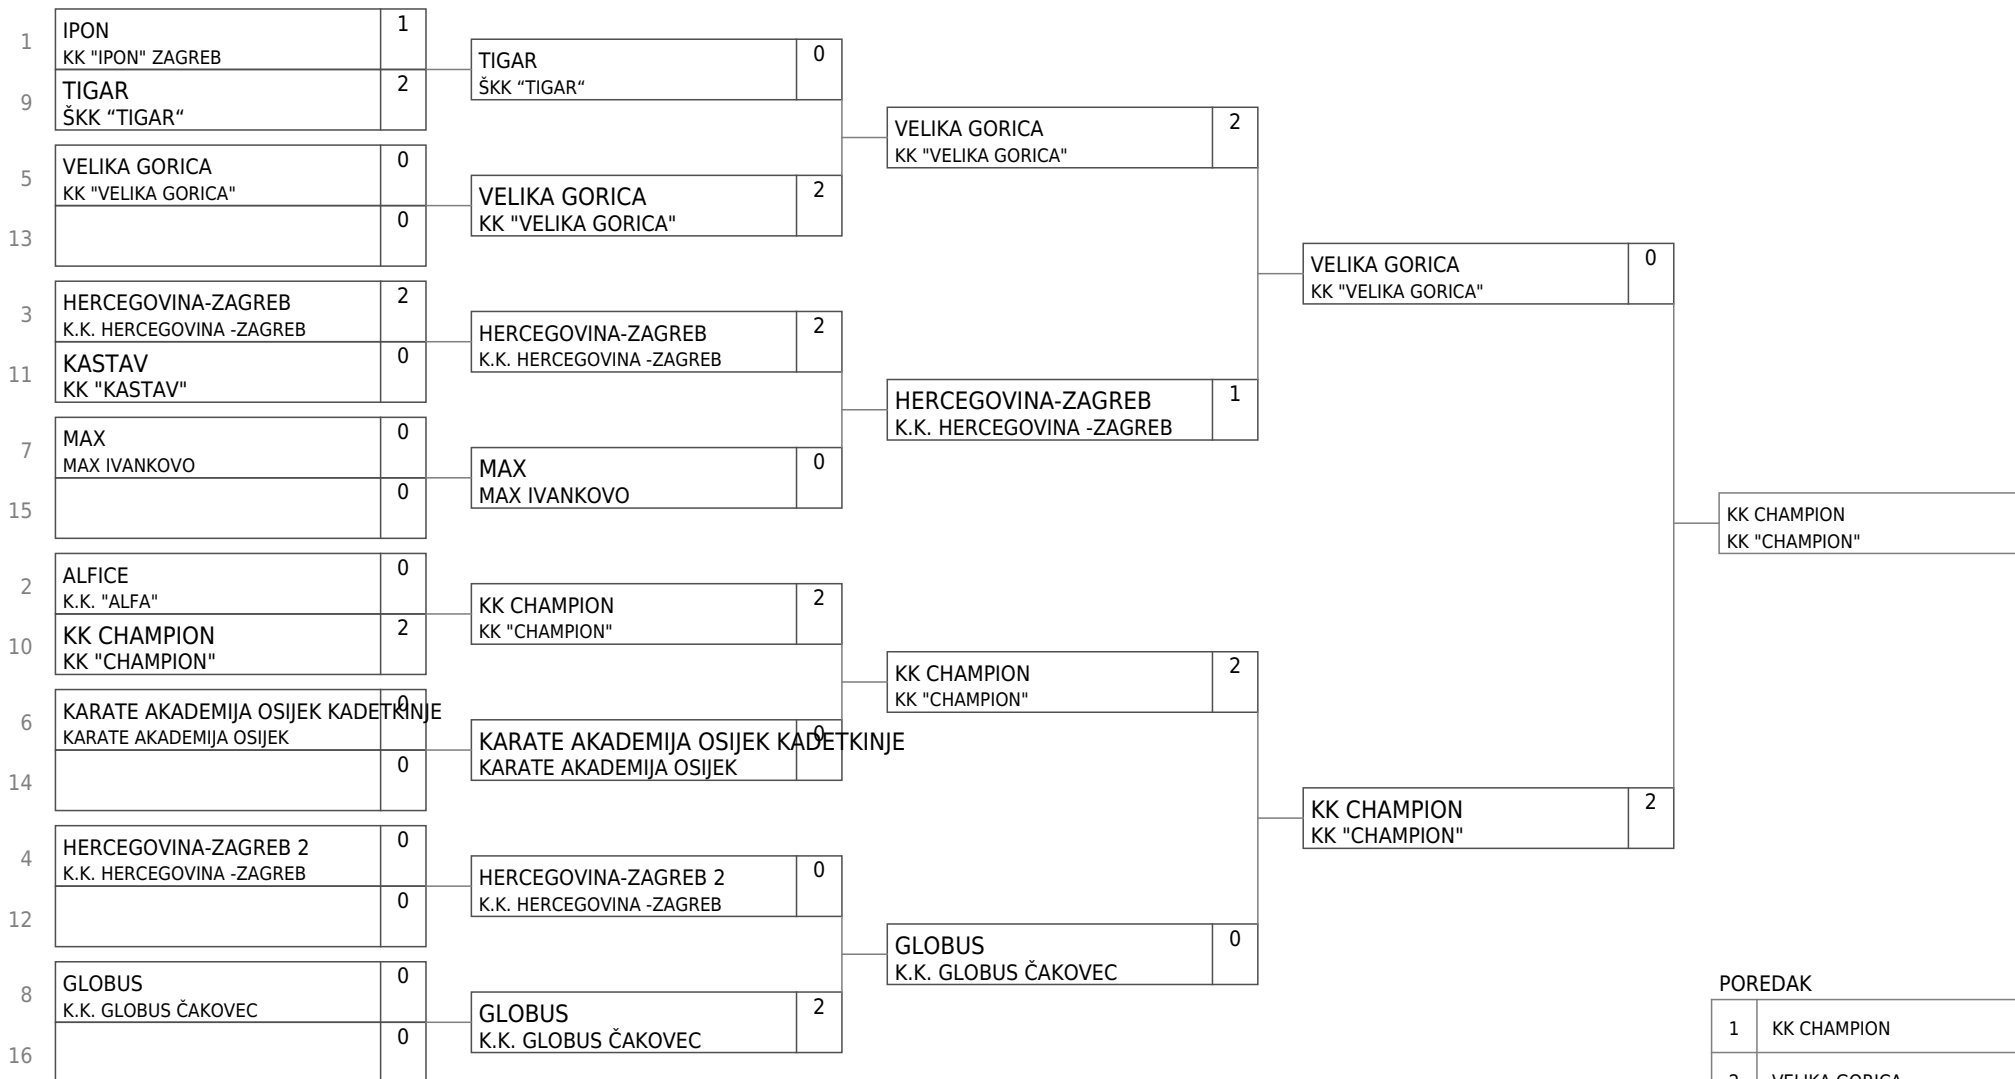 1
IPON
KK "IPON" ZAGREB
1
9
TIGAR
ŠKK “TIGAR“
2
5
VELIKA GORICA
KK "VELIKA GORICA"
0
13
0
3
HERCEGOVINA-ZAGREB
K.K. HERCEGOVINA -ZAGREB
2
11
KASTAV
KK "KASTAV"
0
7
MAX
MAX IVANKOVO
0
15
0
2
ALFICE
K.K. "ALFA"
0
10
KK CHAMPION
KK "CHAMPION"
2
6
KARATE AKADEMIJA OSIJEK KADETKINJE
KARATE AKADEMIJA OSIJEK
0
14
0
4
HERCEGOVINA-ZAGREB 2
K.K. HERCEGOVINA -ZAGREB
0
12
0
8
GLOBUS
K.K. GLOBUS ČAKOVEC
0
16
0
TIGAR
ŠKK “TIGAR“
0
VELIKA GORICA
KK "VELIKA GORICA"
2
HERCEGOVINA-ZAGREB
K.K. HERCEGOVINA -ZAGREB
2
MAX
MAX IVANKOVO
0
KK CHAMPION
KK "CHAMPION"
2
KARATE AKADEMIJA OSIJEK KADETKINJE
KARATE AKADEMIJA OSIJEK
0
HERCEGOVINA-ZAGREB 2
K.K. HERCEGOVINA -ZAGREB
0
GLOBUS
K.K. GLOBUS ČAKOVEC
2
VELIKA GORICA
KK "VELIKA GORICA"
2
HERCEGOVINA-ZAGREB
K.K. HERCEGOVINA -ZAGREB
1
KK CHAMPION
KK "CHAMPION"
2
GLOBUS
K.K. GLOBUS ČAKOVEC
0
VELIKA GORICA
KK "VELIKA GORICA"
0
KK CHAMPION
KK "CHAMPION"
2
KK CHAMPION
KK "CHAMPION"
POREDAK
1 KK CHAMPION
2 VELIKA GORICA